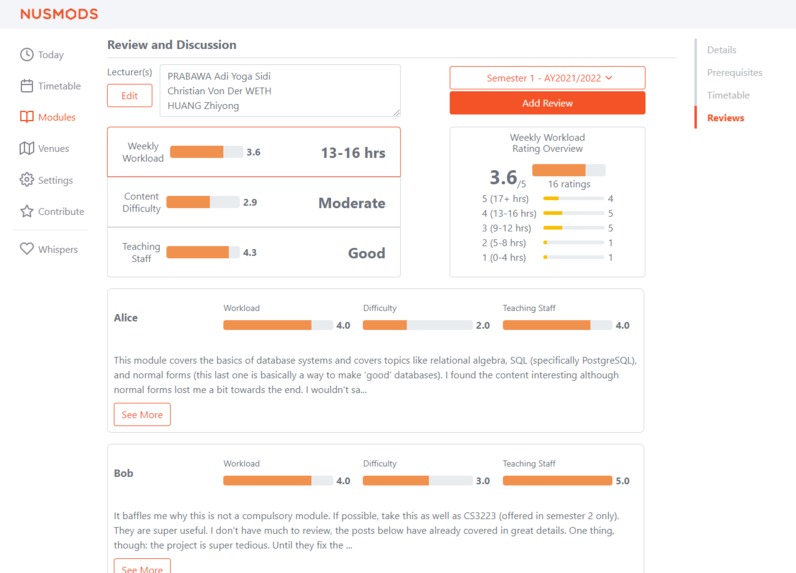 NUSMODS
Today
Timetable
Modules
Venues
Settings
Contribute
Whispers
Review and Discussion
Lecturer(s)
Edit
PRABAWA Adi Yoga Sidi
Christian Von Der WETH
HUANG Zhiyong
Semester 1 - AY2021/2022
Add Review
Weekly Workload 3.6 13-16 hrs
Content Difficulty 2.9 Moderate
Teaching Staff 4.3 Good
Weekly Workload
Rating Overview
3.6/5
16 ratings
5 (17+ hrs) 4
4 (13-16 hrs) 5
3 (9-12 hrs) 5
2 (5-8 hrs) 1
1 (0-4 hrs) 1
Details
Prerequisites
Timetable
Reviews
Alice
Workload 4.0
Difficulty 2.0
Teaching Staff 4.0
This module covers the basics of database systems and covers topics like relational algebra, SQL (specifically PostgreSQL),
and normal forms (this last one is basically a way to make 'good' databases). I found the content interesting although
normal forms lost me a bit towards the end. I wouldn't sa...
See More
Bob
Workload 4.0
Difficulty 3.0
Teaching Staff 5.0
It baffles me why this is not a compulsory module. If possible, take this as well as CS3223 (offered in semester 2 only).
They are super useful. I don't have much to review, the posts below have already covered in great details. One thing,
though: the project is super tedious. Until they fix the ...
See More